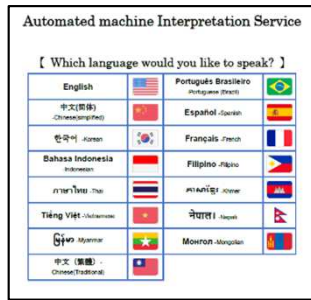 Automated machine Interpretation Service
【 Which language would you like to speak? 】
English
Português Brasileiro
Portuguese (Brazil)
中文(简体)
-Chinese(simplified)
Español -Spanish
한국어 -Korean
Français -French
Bahasa Indonesia
Indonesian
Filipino -Filipino
ภาษาไทย -Thai
ភាសាខ្មែរ -Khmer
Tiếng Việt -Vietnamese
नेपाली -Nepali
မြန်မာ -Myanmar
Монгол -Mongolian
中文（繁體）-
Chinese(Traditional)